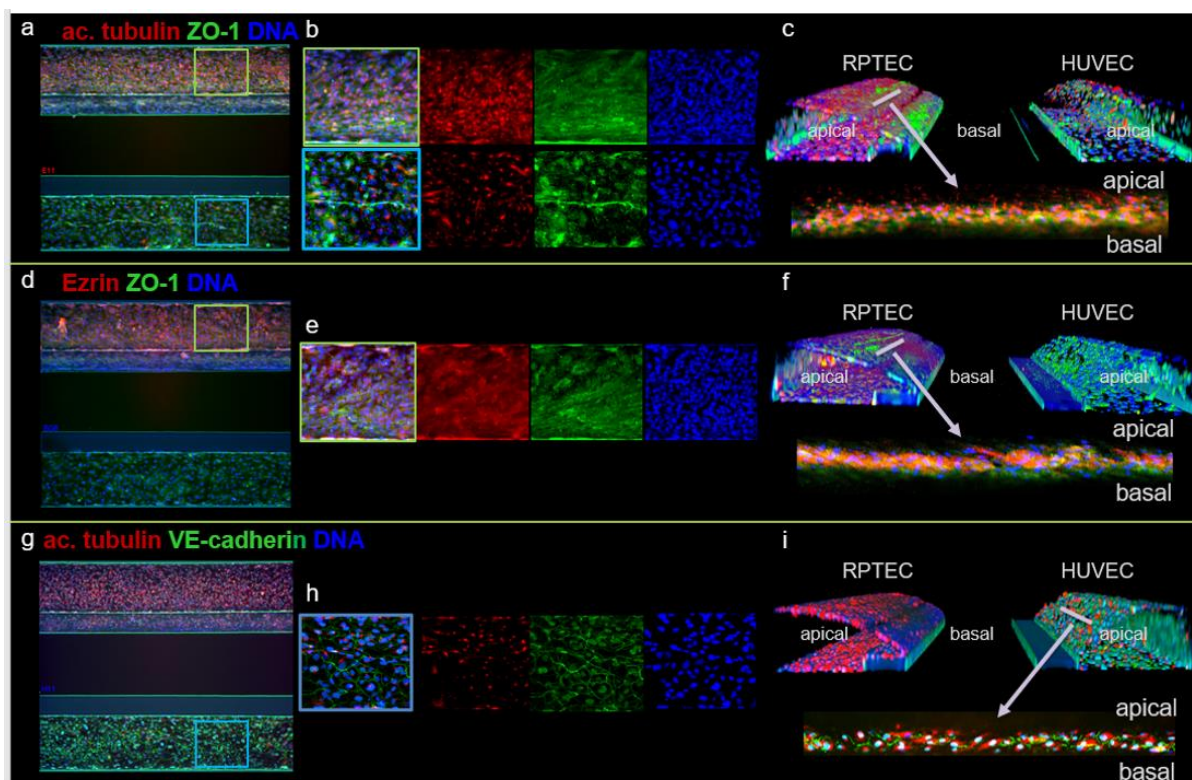 a ac. tubulin ZO-1 DNA
b
c
RPTEC
HUVEC
apical
basal
apical
E11
apical
basal
d Ezrin ZO-1 DNA
e
f
RPTEC
HUVEC
apical
basal
apical
apical
basal
g ac. tubulin VE-cadherin DNA
h
i
RPTEC
HUVEC
apical
basal
apical
apical
basal